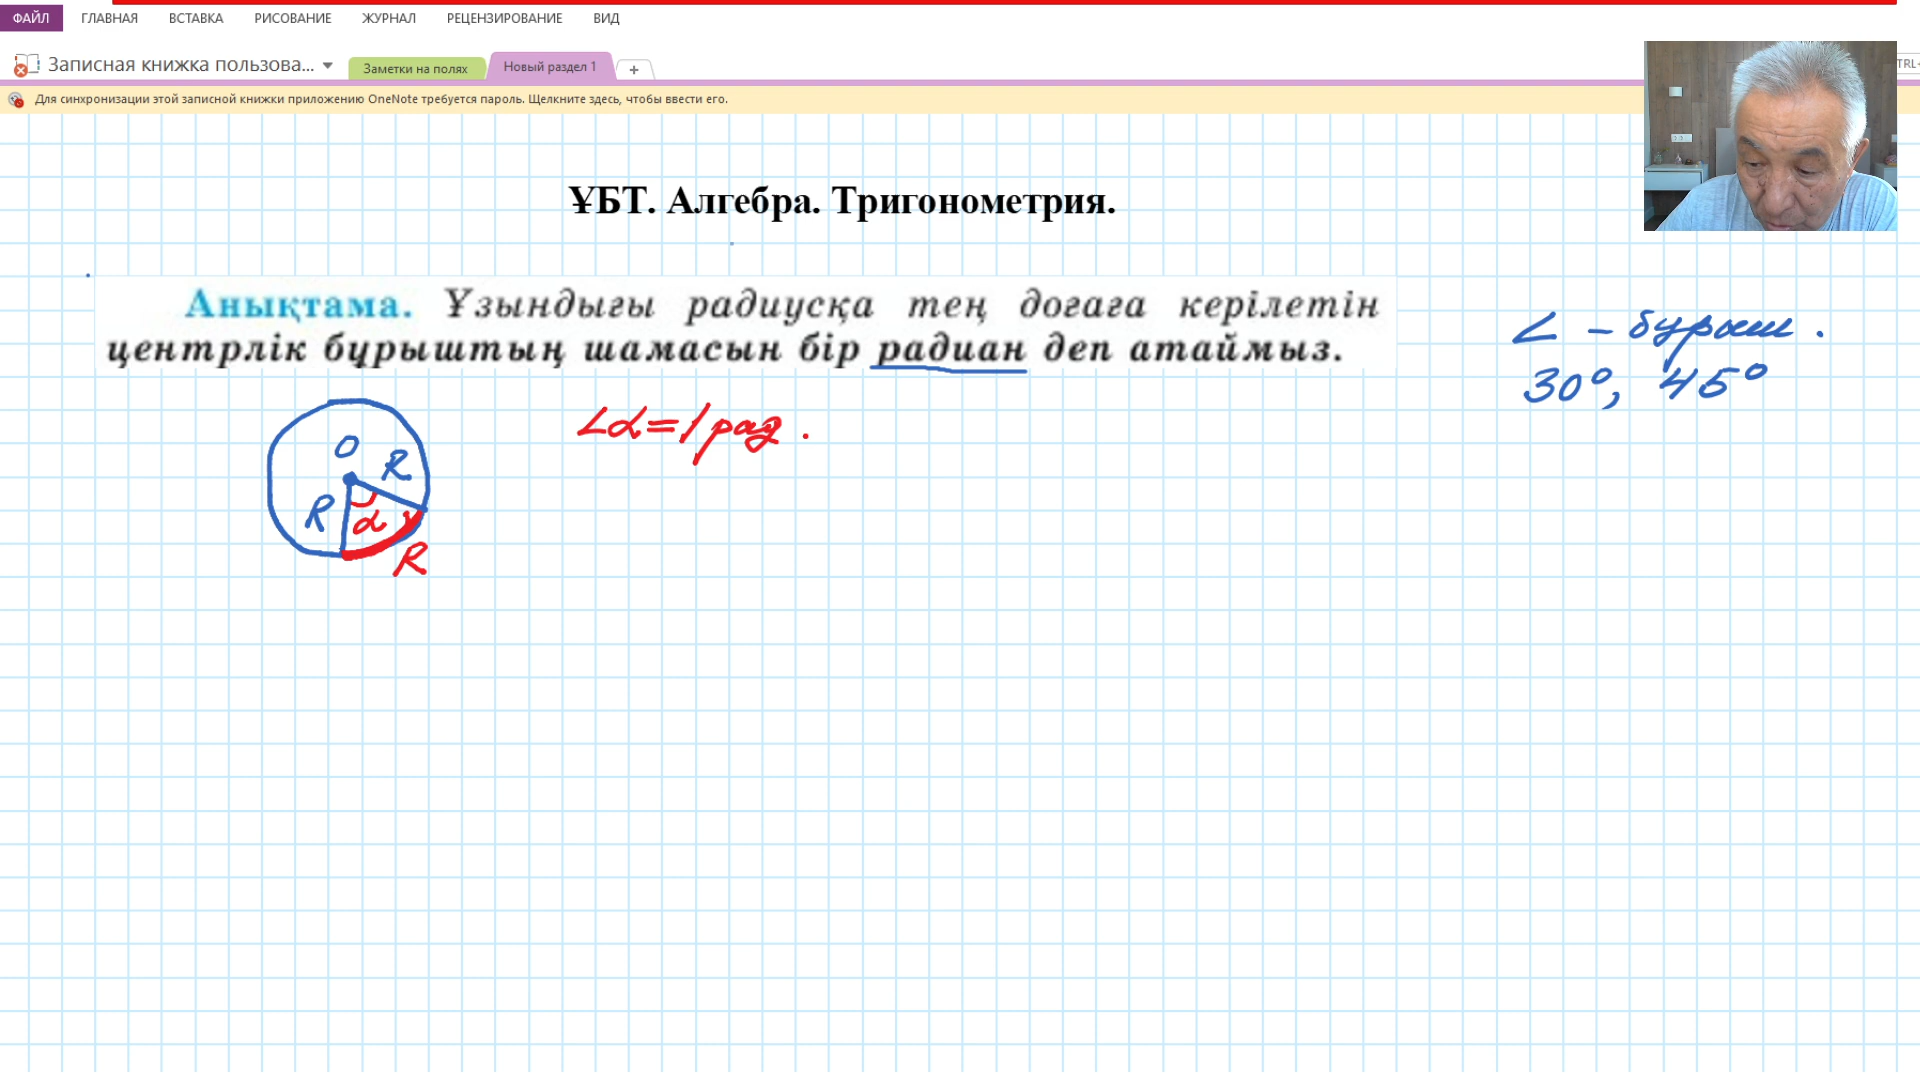 ФАЙЛ ГЛАВНАЯ ВСТАВКА РИСОВАНИЕ ЖУРНАЛ РЕЦЕНЗИРОВАНИЕ ВИД
Записная книжка пользова... Заметки на полях Новый раздел 1 +
Для синхронизации этой записной книжки приложению OneNote требуется пароль. Щелкните здесь, чтобы ввести его.
ҰБТ. Алгебра. Тригонометрия.
Анықтама. Ұзындығы радиусқа тең доғаға керілетін
центрлік бұрыштың шамасын бір радиан деп атаймыз.
∠ - бұрыш.
30°, 45°
∠α=1 рад.
O
R
R
α
R